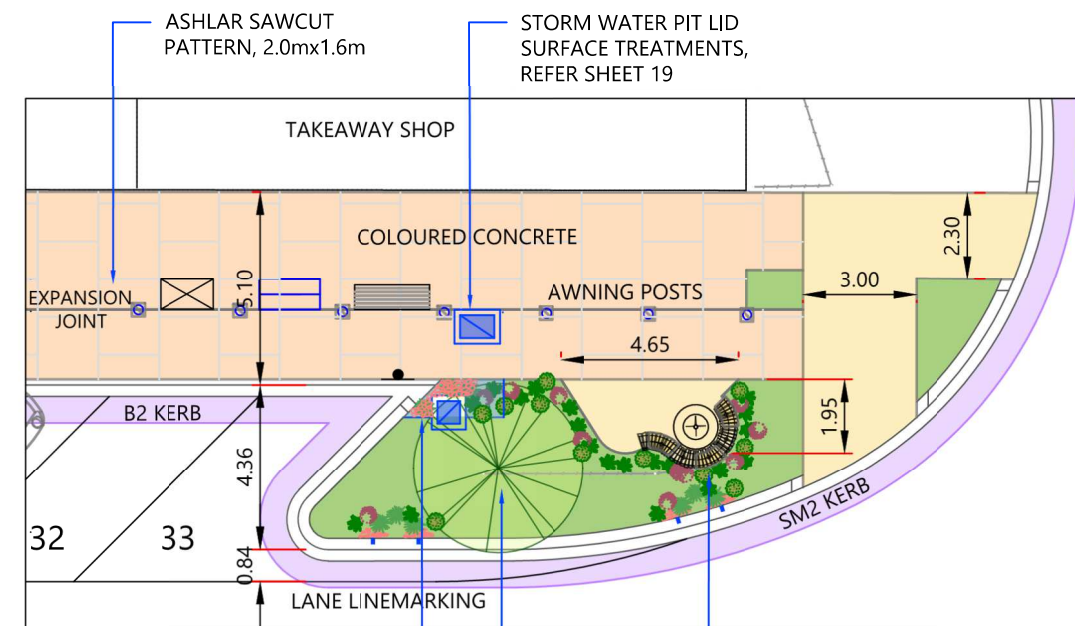 ASHLAR SAWCUT
PATTERN, 2.0mx1.6m
STORM WATER PIT LID
SURFACE TREATMENTS,
REFER SHEET 19
TAKEAWAY SHOP
COLOURED CONCRETE
2.30
3.00
5.10
EXPANSION
JOINT
AWNING POSTS
4.65
1.95
B2 KERB
4.36
SM2 KERB
32
33
0.84
LANE LINEMARKING